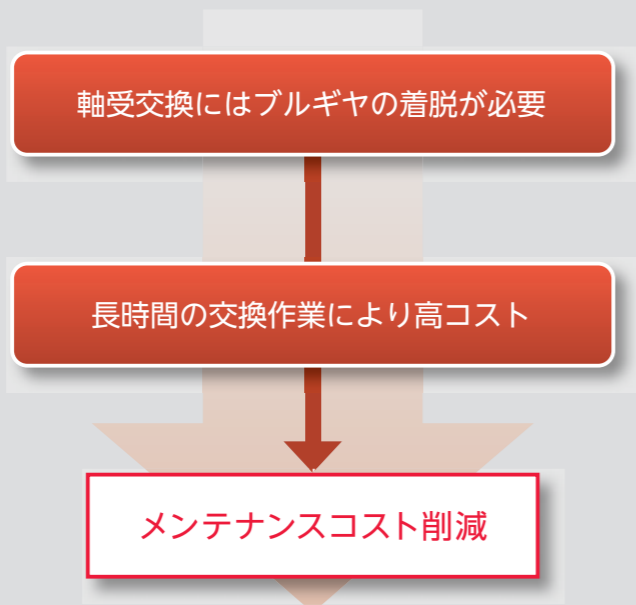 軸受交換にはブルギヤの着脱が必要
長時間の交換作業により高コスト
メンテナンスコスト削減